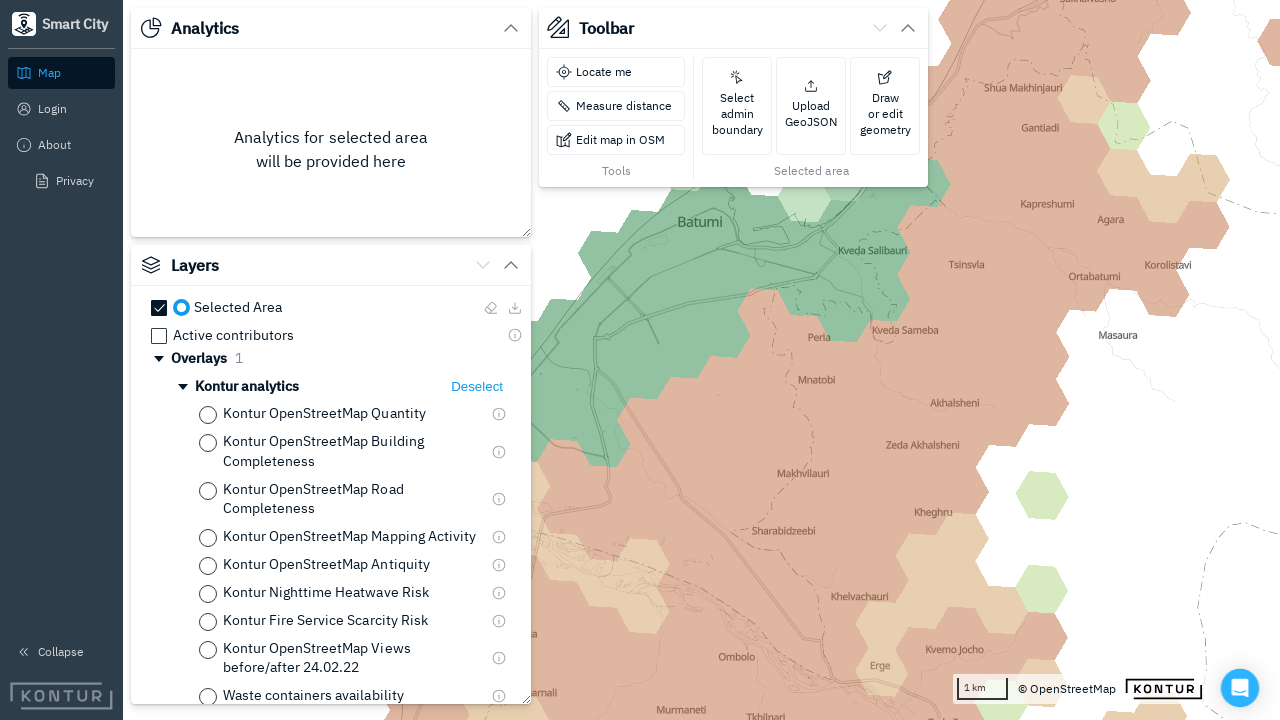 Smart City
Map
Login
About
Privacy
Collapse
KONTUR
Analytics
Analytics for selected area
will be provided here
Layers
Selected Area
Active contributors
Overlays 1
Kontur analytics
Deselect
Kontur OpenStreetMap Quantity
Kontur OpenStreetMap Building
Completeness
Kontur OpenStreetMap Road
Completeness
Kontur OpenStreetMap Mapping Activity
Kontur OpenStreetMap Antiquity
Kontur Nighttime Heatwave Risk
Kontur Fire Service Scarcity Risk
Kontur OpenStreetMap Views
before/after 24.02.22
Waste containers availability
Toolbar
Locate me
Measure distance
Edit map in OSM
Tools
Select
admin
boundary
Upload
GeoJSON
Draw
or edit
geometry
Selected area
Shua Makhinjauri
Gantiadi
Kapreshumi
Agara
Batumi
Kveda Salibauri
Tsinsvla
Korolistavi
Ortabatumi
Kveda Sameba
Peria
Masaura
Mnatobi
Akhalsheni
Zeda Akhalsheni
Makhvilauri
Kheghru
Sharabidzeebi
Khelvachauri
Ombolo
Erge
Kvemo Jocho
Murmaneti
Tkhilnari
1 km
© OpenStreetMap
KONTUR